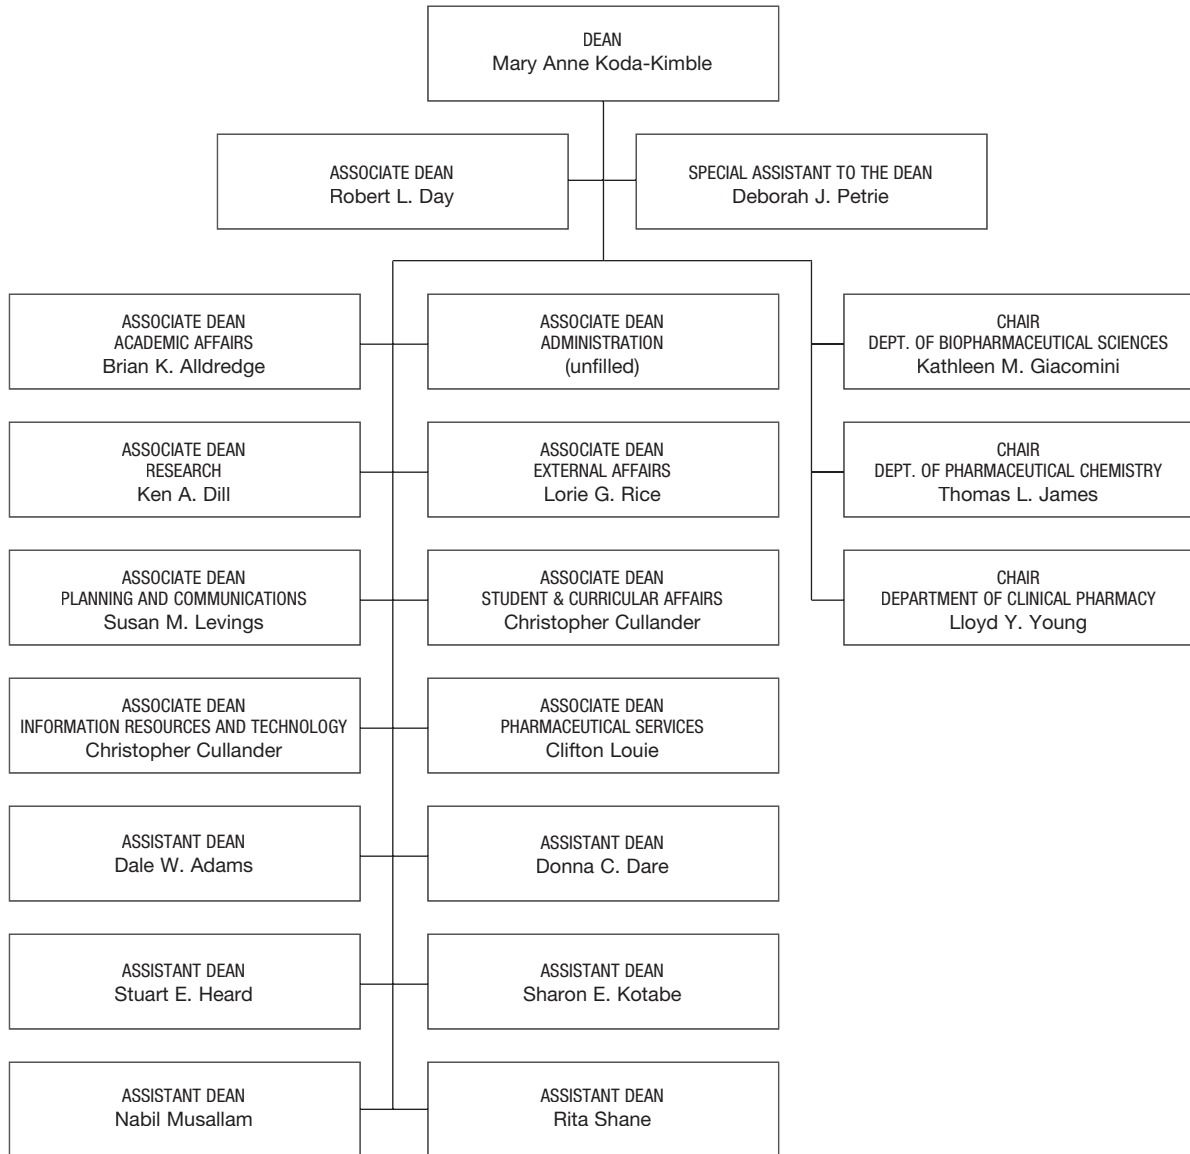 DEAN
Mary Anne Koda-Kimble
ASSOCIATE DEAN
Robert L. Day
SPECIAL ASSISTANT TO THE DEAN
Deborah J. Petrie
ASSOCIATE DEAN
ACADEMIC AFFAIRS
Brian K. Alldredge
ASSOCIATE DEAN
ADMINISTRATION
(unfilled)
CHAIR
DEPT. OF BIOPHARMACEUTICAL SCIENCES
Kathleen M. Giacomini
ASSOCIATE DEAN
RESEARCH
Ken A. Dill
ASSOCIATE DEAN
EXTERNAL AFFAIRS
Lorie G. Rice
CHAIR
DEPT. OF PHARMACEUTICAL CHEMISTRY
Thomas L. James
ASSOCIATE DEAN
PLANNING AND COMMUNICATIONS
Susan M. Levings
ASSOCIATE DEAN
STUDENT & CURRICULAR AFFAIRS
Christopher Cullander
CHAIR
DEPARTMENT OF CLINICAL PHARMACY
Lloyd Y. Young
ASSOCIATE DEAN
INFORMATION RESOURCES AND TECHNOLOGY
Christopher Cullander
ASSOCIATE DEAN
PHARMACEUTICAL SERVICES
Clifton Louie
ASSISTANT DEAN
Dale W. Adams
ASSISTANT DEAN
Donna C. Dare
ASSISTANT DEAN
Stuart E. Heard
ASSISTANT DEAN
Sharon E. Kotabe
ASSISTANT DEAN
Nabil Musallam
ASSISTANT DEAN
Rita Shane